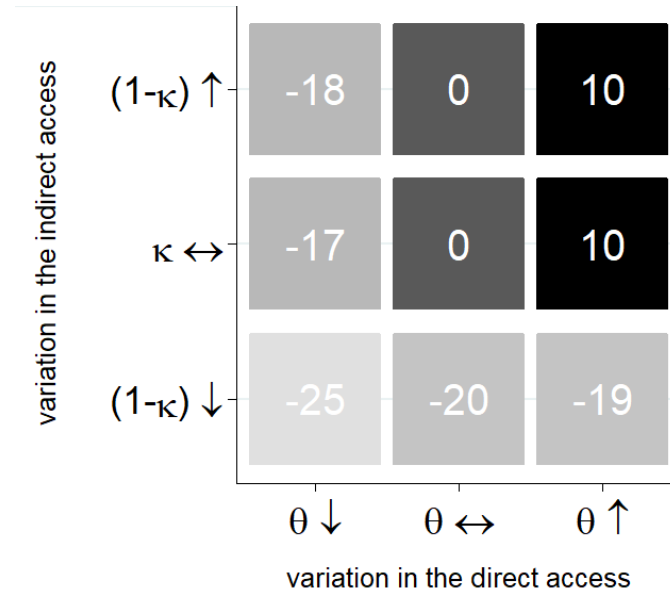 variation in the indirect access
(1-κ) ↑ -18 0 10
κ ↔ -17 0 10
(1-κ) ↓ -25 -20 -19
θ ↓ θ ↔ θ ↑
variation in the direct access